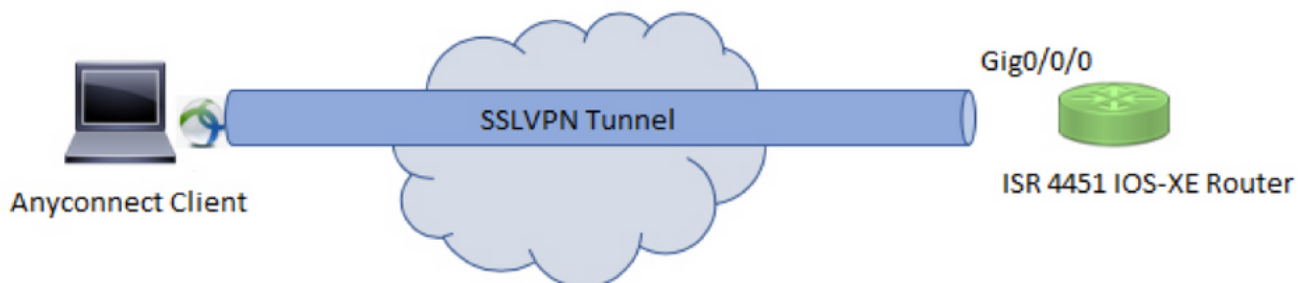 Gig0/0/0
SSLVPN Tunnel
Anyconnect Client
ISR 4451 IOS-XE Router